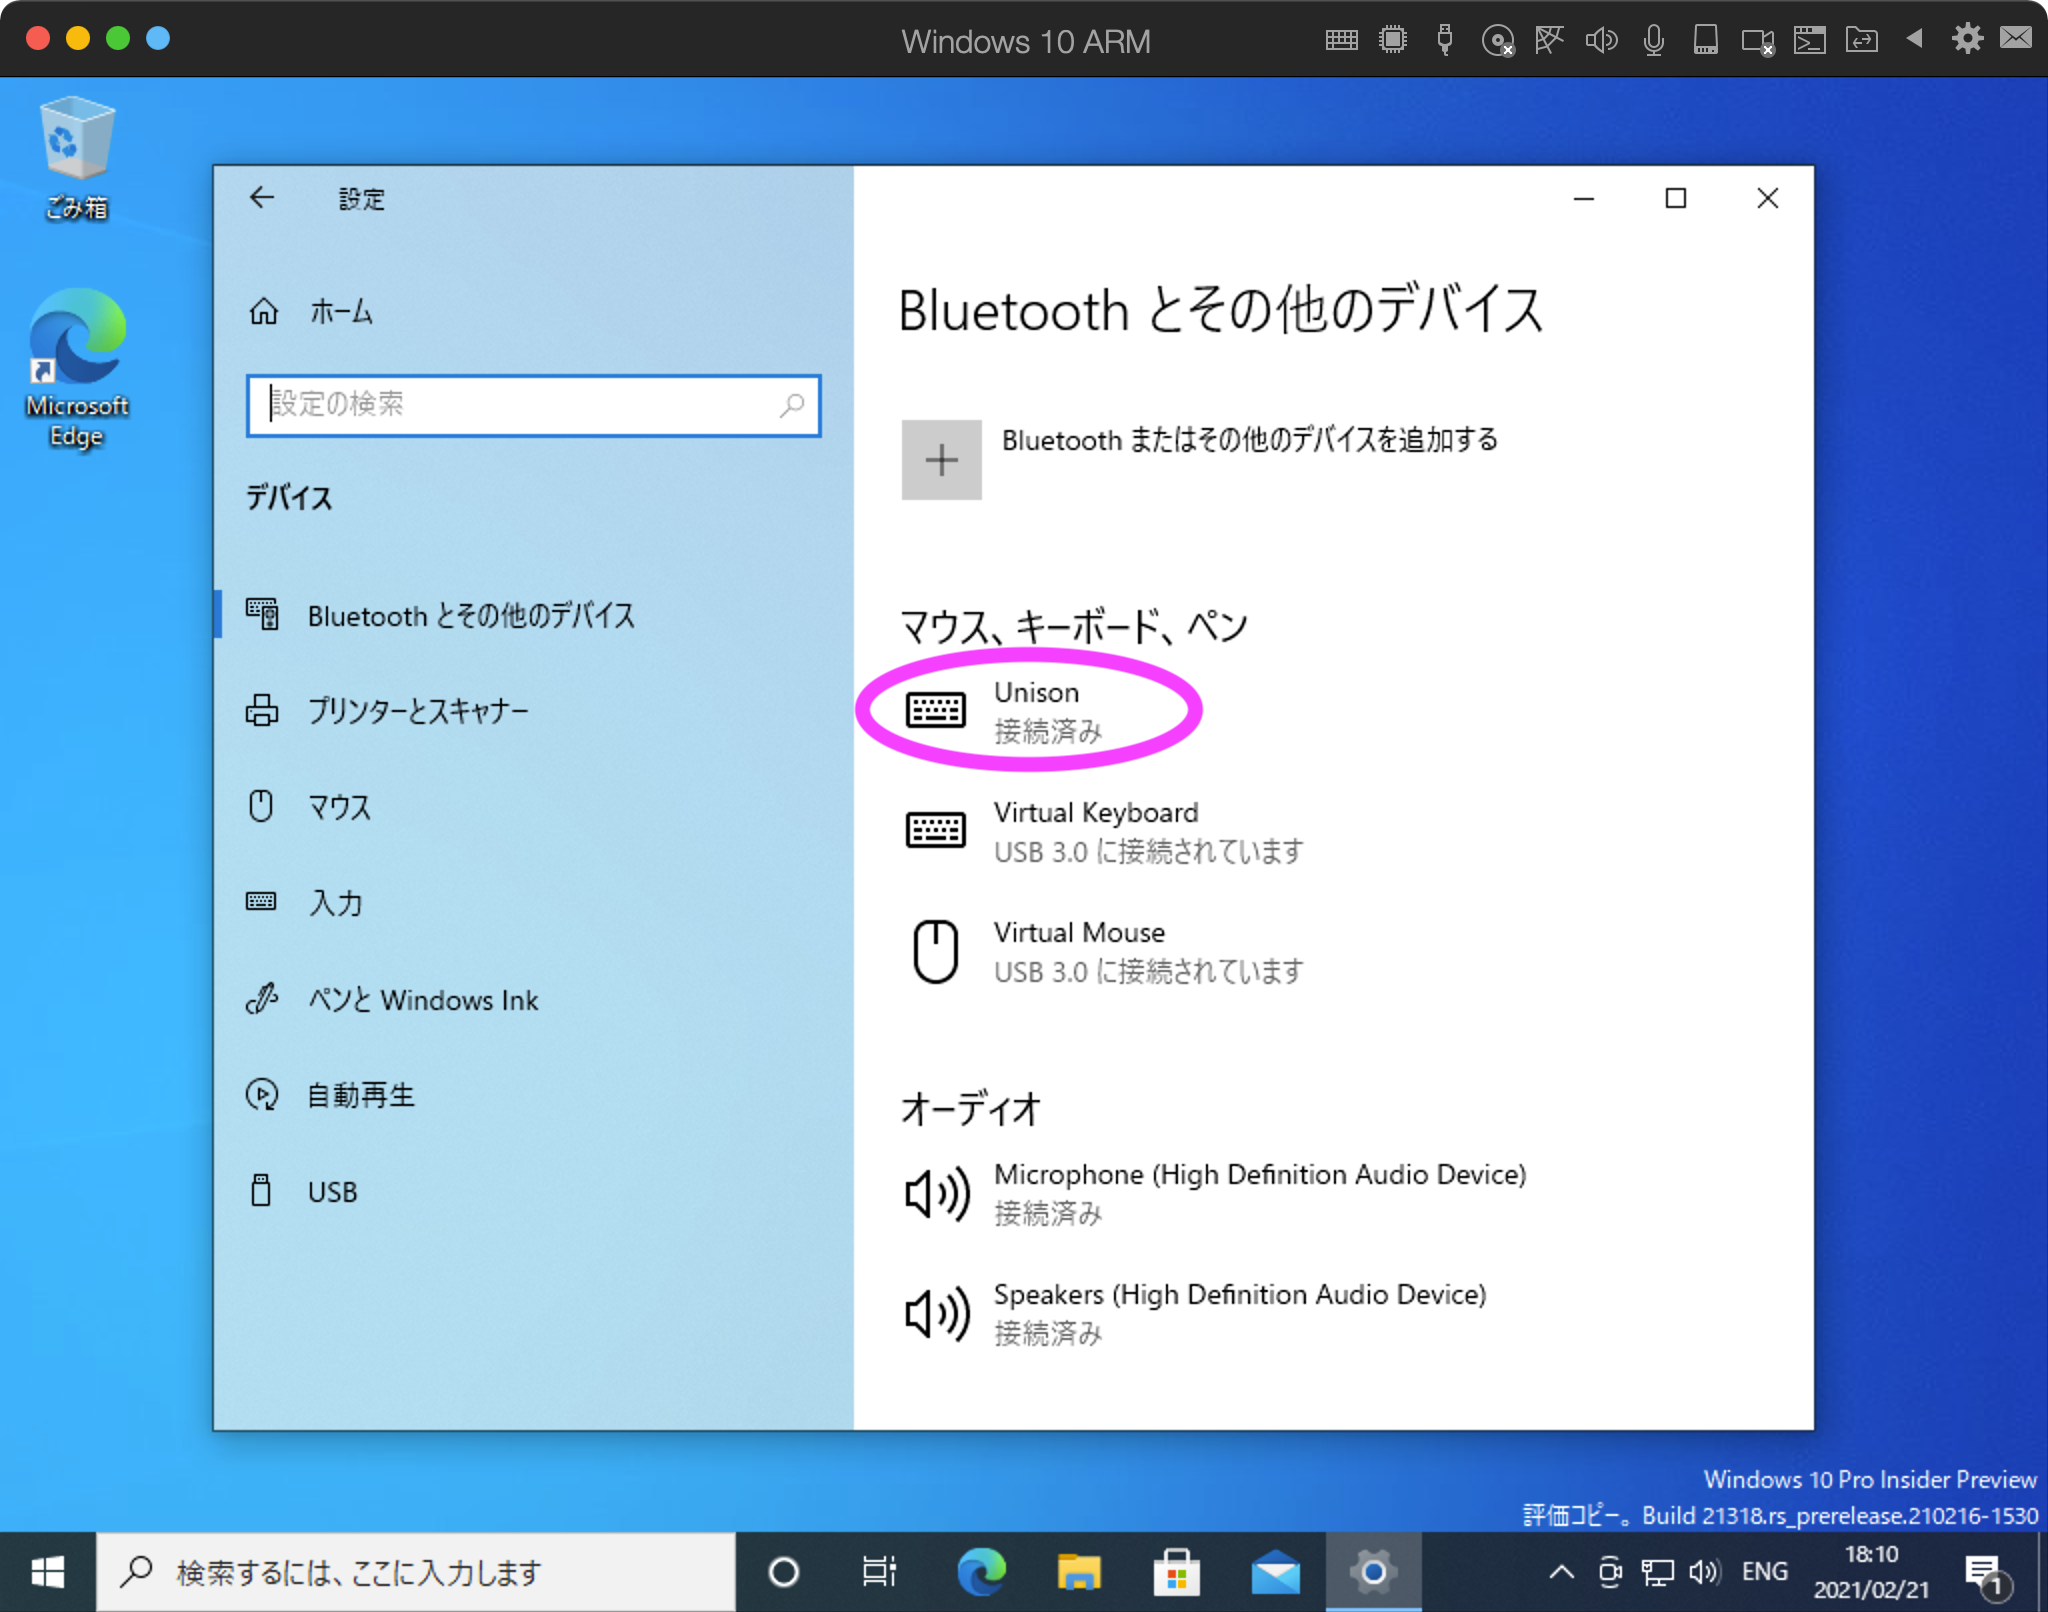 Windows 10 ARM
ごみ箱
Microsoft
Edge
設定
ホーム
設定の検索
デバイス
Bluetooth とその他のデバイス
プリンターとスキャナー
マウス
入力
ペンと Windows Ink
自動再生
USB
Bluetooth とその他のデバイス
Bluetooth またはその他のデバイスを追加する
マウス、キーボード、ペン
Unison
接続済み
Virtual Keyboard
USB 3.0 に接続されています
Virtual Mouse
USB 3.0 に接続されています
オーディオ
Microphone (High Definition Audio Device)
接続済み
Speakers (High Definition Audio Device)
接続済み
Windows 10 Pro Insider Preview
評価コピー。Build 21318.rs_prerelease.210216-1530
検索するには、ここに入力します
ENG
18:10
2021/02/21
1